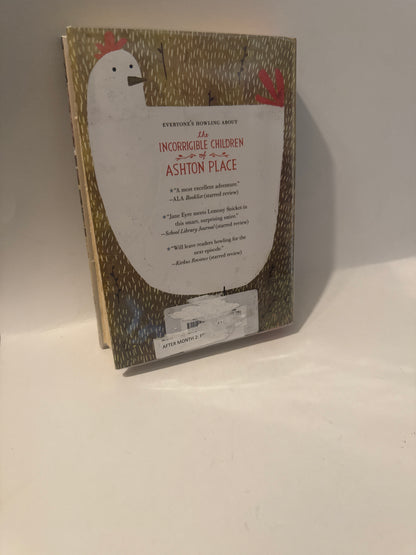 EVERYONE'S HOWLING ABOUT
the
INCORRIGIBLE CHILDREN
of
ASHTON PLACE
★"A most excellent adventure."
—ALA Booklist (starred review)
★"Jane Eyre meets Lemony Snicket in
this smart, surprising satire."
—School Library Journal (starred review)
★"Will leave readers howling for the
next episode."
—Kirkus Reviews (starred review)
AFTER MONTH 2: